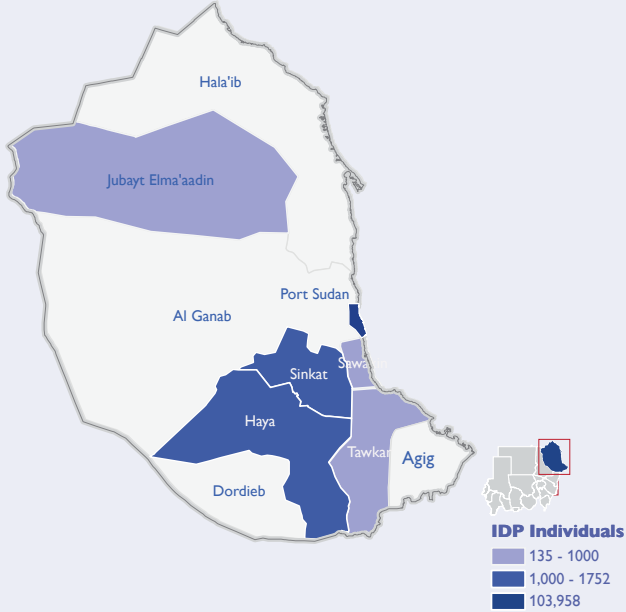 Hala'ib
Jubayt Elma'aadin
Port Sudan
Al Ganab
Sinkat
Haya
Tawkar
Agig
Dordieb
IDP Individuals
135 - 1000
1,000 - 1752
103,958